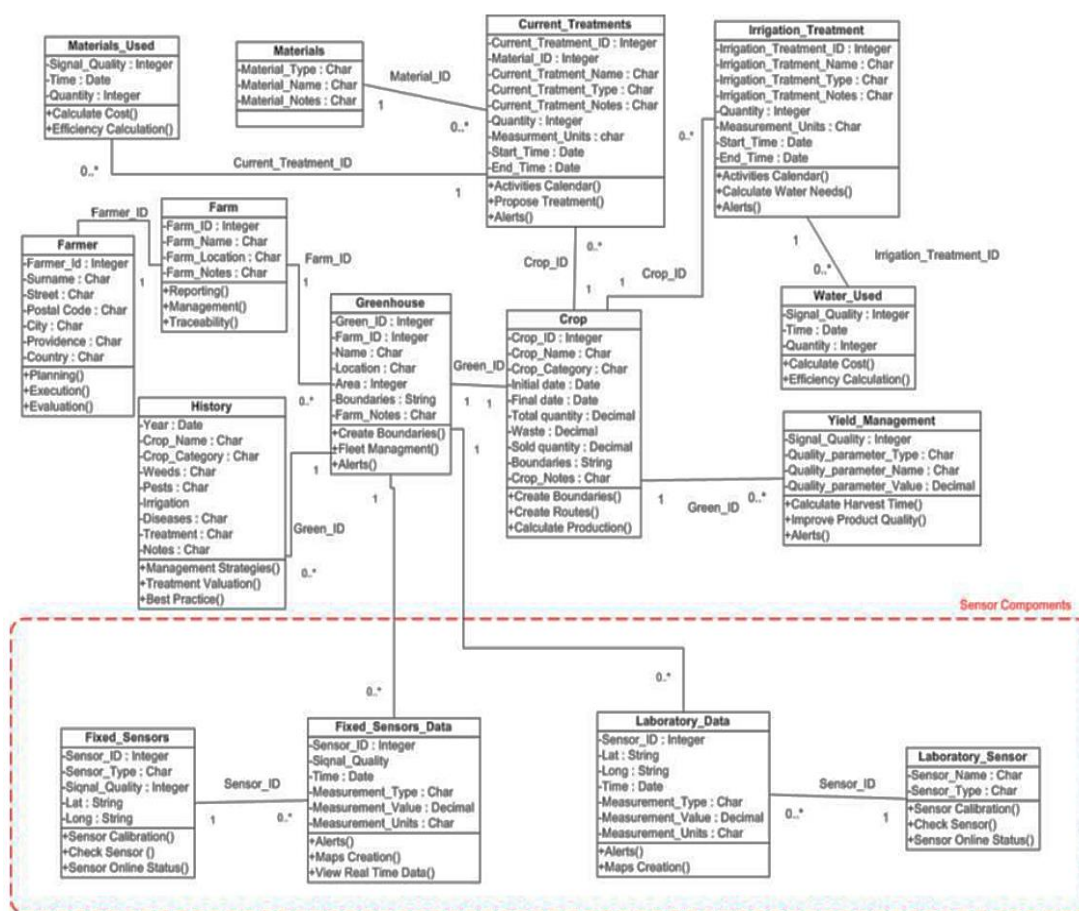 Materials_Used
-Signal_Quality : Integer
-Time : Date
-Quantity : Integer
+Calculate Cost()
+Efficiency Calculation()
0..*
Materials
-Material_Type : Char
-Material_Name : Char
-Material_Notes : Char
Material_ID
1
0..*
Current_Treatment_ID
1
Current_Treatments
-Current_Treatment_ID : Integer
-Material_ID : Integer
-Current_Tratment_Name : Char
-Current_Tratment_Type : Char
-Current_Tratment_Notes : Char
-Quantity : Integer
-Measurment_Units : char
-Start_Time : Date
-End_Time : Date
+Activities Calendar()
+Propose Treatment()
+Alerts()
0..*
Crop_ID
1
Irrigation_Treatment
-Irrigation_Treatment_ID : Integer
-Irrigation_Tratment_Name : Char
-Irrigation_Tratment_Type : Char
-Irrigation_Tratment_Notes : Char
-Quantity : Integer
-Measurement_Units : Char
-Start_Time : Date
-End_Time : Date
+Activities Calendar()
+Calculate Water Needs()
+Alerts()
0..*
1
Crop_ID
1
0..*
Irrigation_Treatment_ID
Water_Used
-Signal_Quality : Integer
-Time : Date
-Quantity : Integer
+Calculate Cost()
+Efficiency Calculation()
Farmer_ID
1
Farmer
-Farmer_Id : Integer
-Surname : Char
-Street : Char
-Postal Code : Char
-City : Char
-Providence : Char
-Country : Char
+Planning()
+Execution()
+Evaluation()
Farm
-Farm_ID : Integer
-Farm_Name : Char
-Farm_Location : Char
-Farm_Notes : Char
+Reporting()
+Management()
+Traceability()
Farm_ID
1
0..*
Greenhouse
-Green_ID : Integer
-Farm_ID : Integer
-Name : Char
-Location : Char
-Area : Integer
-Boundaries : String
-Farm_Notes : Char
+Create Boundaries()
+Fleet Managment()
+Alerts()
Green_ID
1
1
1
1
Crop
-Crop_ID : Integer
-Crop_Name : Char
-Crop_Category : Char
-Initial date : Date
-Final date : Date
-Total quantity : Decimal
-Waste : Decimal
-Sold quantity : Decimal
-Boundaries : String
-Crop_Notes : Char
+Create Boundaries()
+Create Routes()
+Calculate Production()
1
Green_ID
0..*
Yield_Management
-Signal_Quality : Integer
-Quality_parameter_Type : Char
-Quality_parameter_Name : Char
-Quality_parameter_Value : Decimal
+Calculate Harvest Time()
+Improve Product Quality()
+Alerts()
History
-Year : Date
-Crop_Name : Char
-Crop_Category : Char
-Weeds : Char
-Pests : Char
-Irrigation
-Diseases : Char
-Treatment : Char
-Notes : Char
+Management Strategies()
+Treatment Valuation()
+Best Practice()
1
Green_ID
0..*
Sensor Components
0..*
0..*
Fixed_Sensors
-Sensor_ID : Integer
-Sensor_Type : Char
-Siqnal_Quality : Integer
-Lat : String
-Long : String
+Sensor Calibration()
+Check Sensor ()
+Sensor Online Status()
Sensor_ID
1
0..*
Fixed_Sensors_Data
-Sensor_ID : Integer
-Siqnal_Quality
-Time : Date
-Measurement_Type : Char
-Measurement_Value : Decimal
-Measurement_Units : Char
+Alerts()
+Maps Creation()
+View Real Time Data()
Laboratory_Data
-Sensor_ID : Integer
-Lat : String
-Long : String
-Time : Date
-Measurement_Type : Char
-Measurement_Value : Decimal
-Measurement_Units : Char
+Alerts()
+Maps Creation()
Sensor_ID
0..*
1
Laboratory_Sensor
-Sensor_Name : Char
-Sensor_Type : Char
+Sensor Calibration()
+Check Sensor()
+Sensor Online Status()